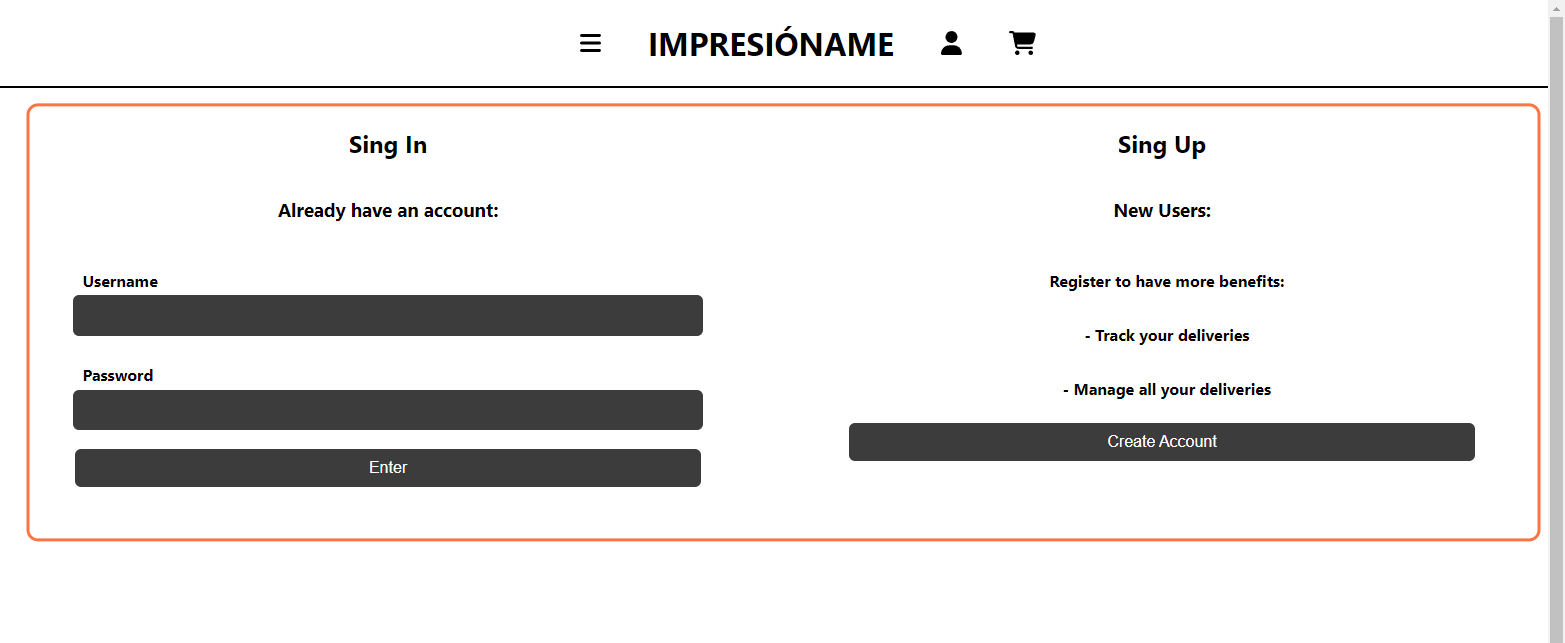 IMPRESIÓNAME
Sing In
Already have an account:
Username
Password
Enter
Sing Up
New Users:
Register to have more benefits:
- Track your deliveries
- Manage all your deliveries
Create Account